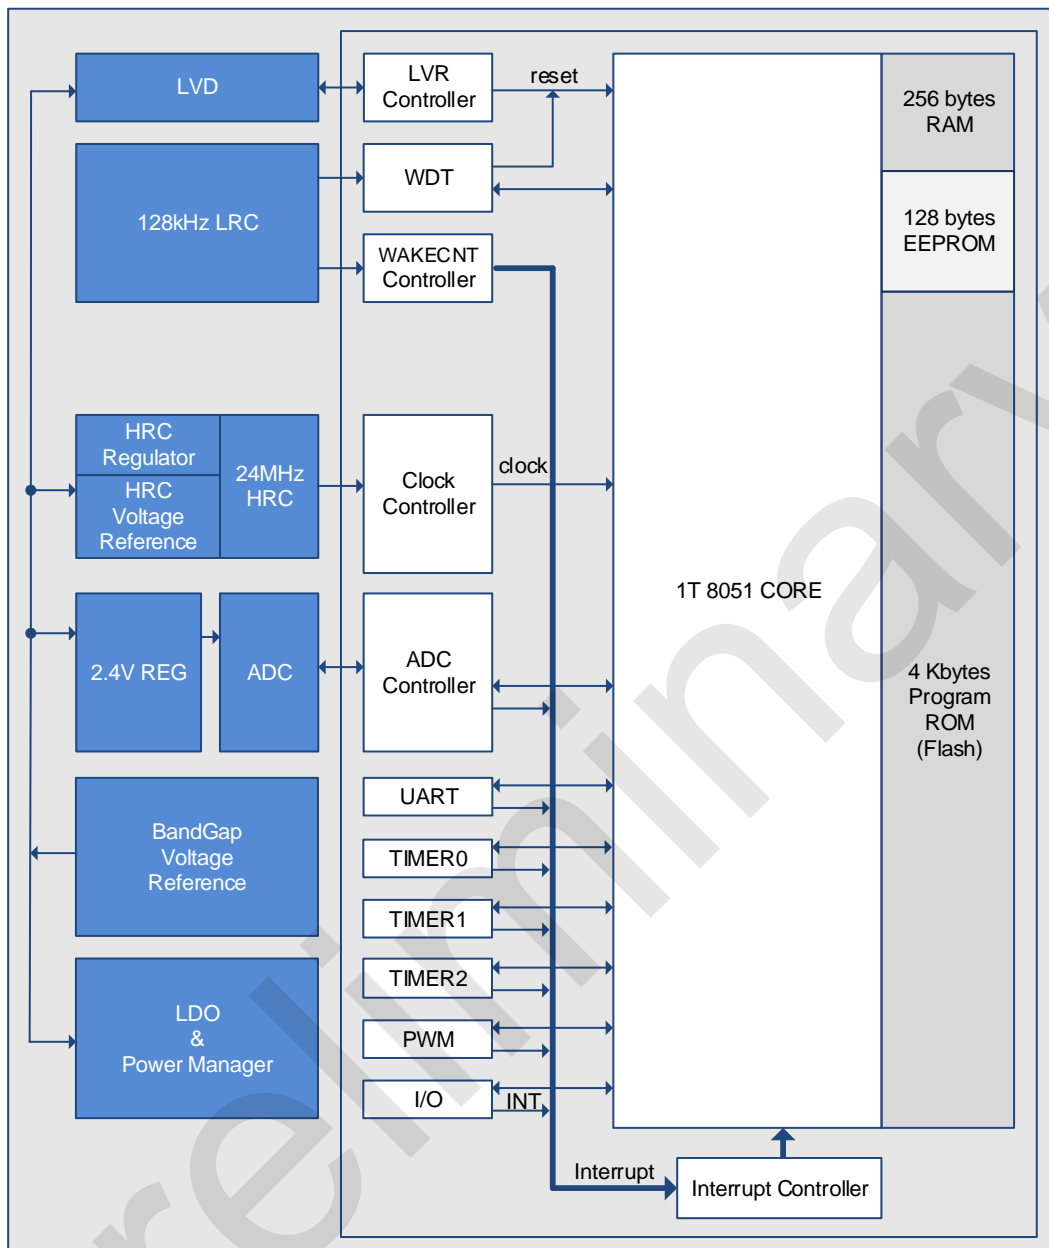 LVD
LVR
Controller
reset
256 bytes
RAM
128kHz LRC
WDT
WAKECNT
Controller
128 bytes
EEPROM
HRC
Regulator
HRC
Voltage
Reference
24MHz
HRC
Clock
Controller
clock
1T 8051 CORE
2.4V REG
ADC
ADC
Controller
4 Kbytes
Program
ROM
(Flash)
UART
BandGap
Voltage
Reference
TIMER0
TIMER1
TIMER2
LDO
&
Power Manager
PWM
I/O
INT
Interrupt
Interrupt Controller
reliminary